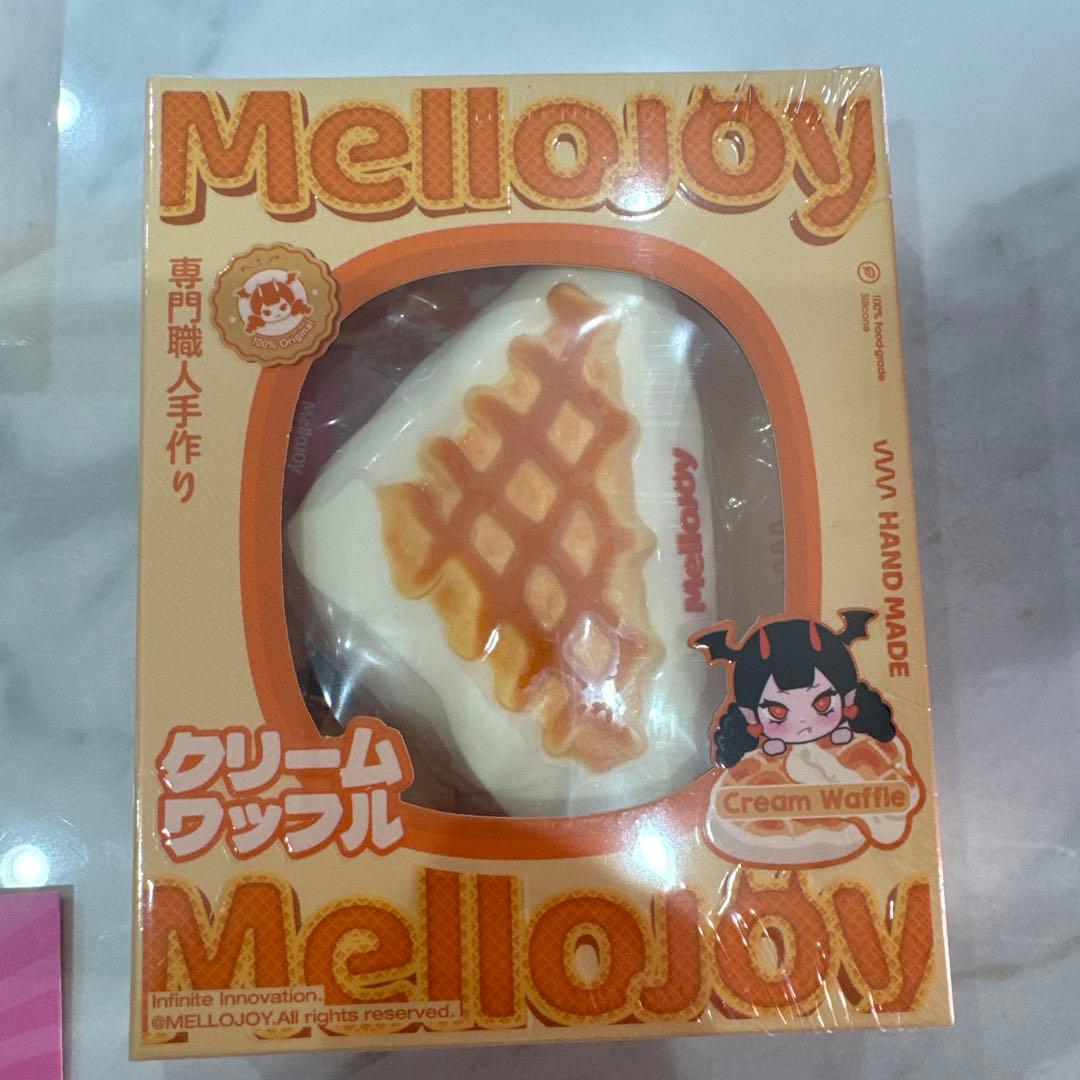 MelloJoy
専門職人手作り
100% Original
100% Food-grade
Silicone
HAND MADE
MelloJoy
MelloJoy
クリーム
ワッフル
Cream Waffle
MelloJoy
Infinite Innovation.
@MELLOJOY.All rights reserved.